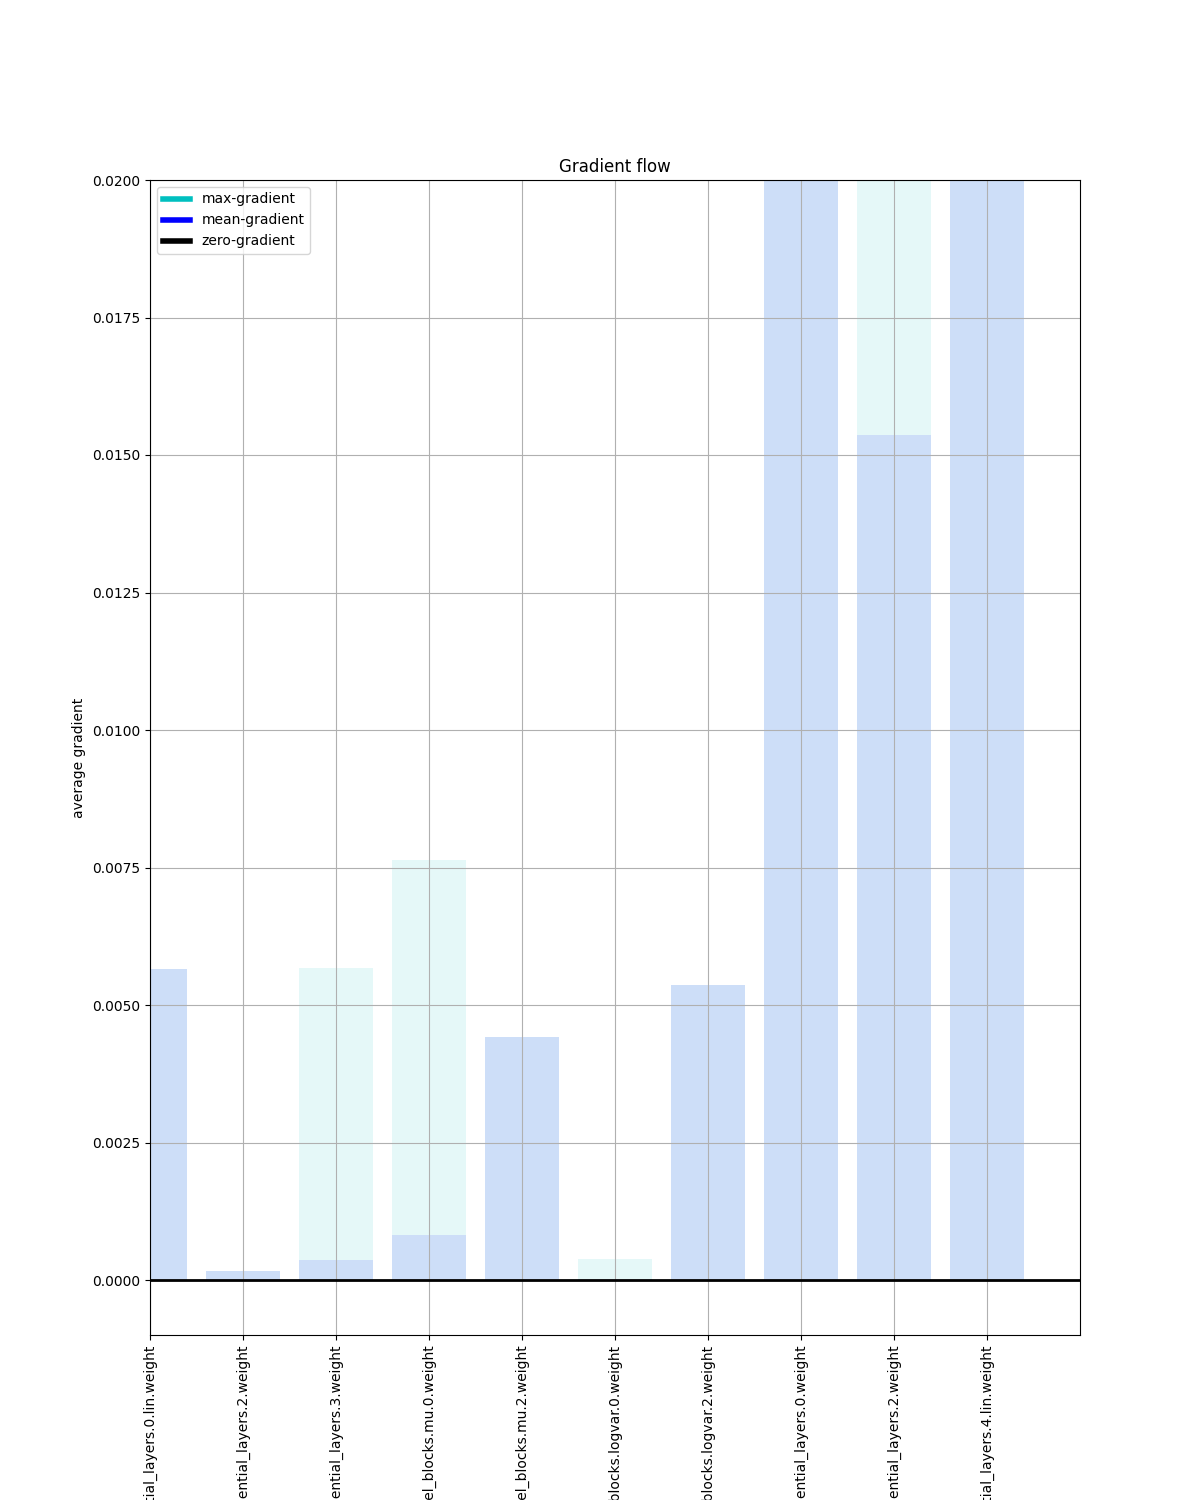 Gradient flow
max-gradient
mean-gradient
zero-gradient
0.0200
0.0175
0.0150
0.0125
0.0100
0.0075
0.0050
0.0025
0.0000
average gradient
tial_layers.0.lin.weight
ential_layers.2.weight
ential_layers.3.weight
el_blocks.mu.0.weight
el_blocks.mu.2.weight
blocks.logvar.0.weight
blocks.logvar.2.weight
ential_layers.0.weight
ential_layers.2.weight
tial_layers.4.lin.weight